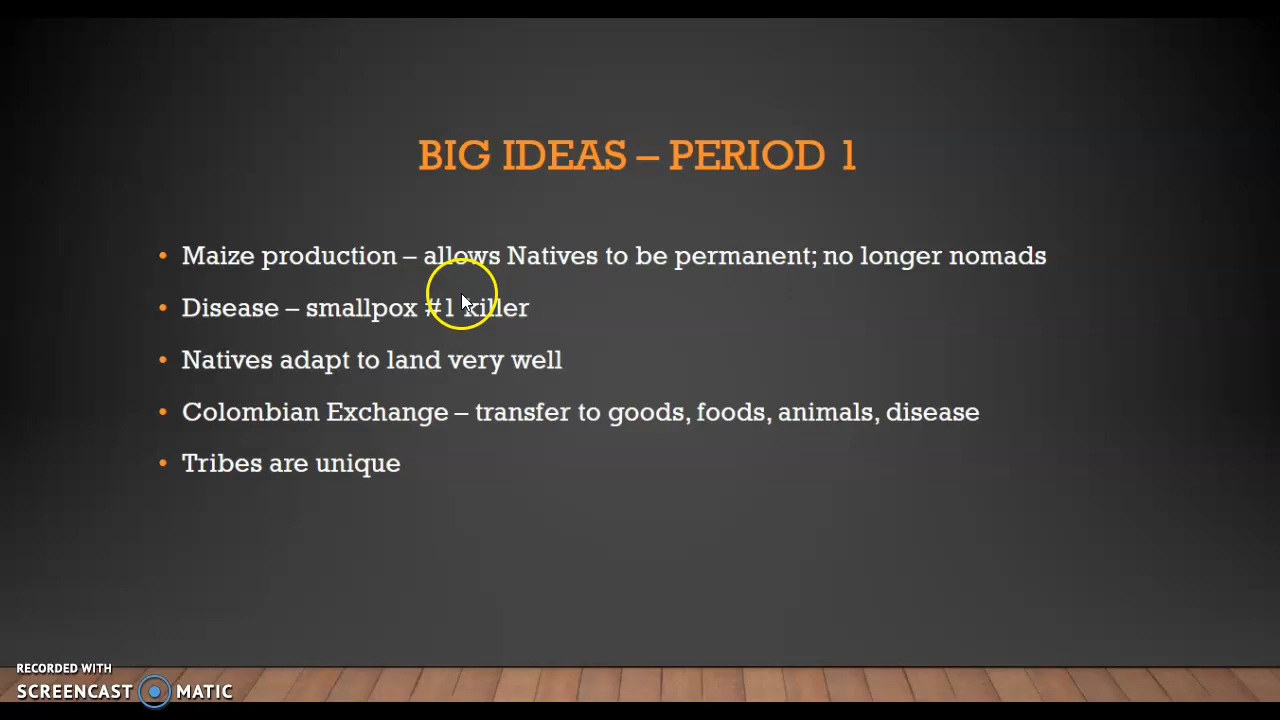 BIG IDEAS – PERIOD 1
• Maize production – allows Natives to be permanent; no longer nomads
• Disease – smallpox #1 killer
• Natives adapt to land very well
• Colombian Exchange – transfer to goods, foods, animals, disease
• Tribes are unique
RECORDED WITH
SCREENCAST MATIC